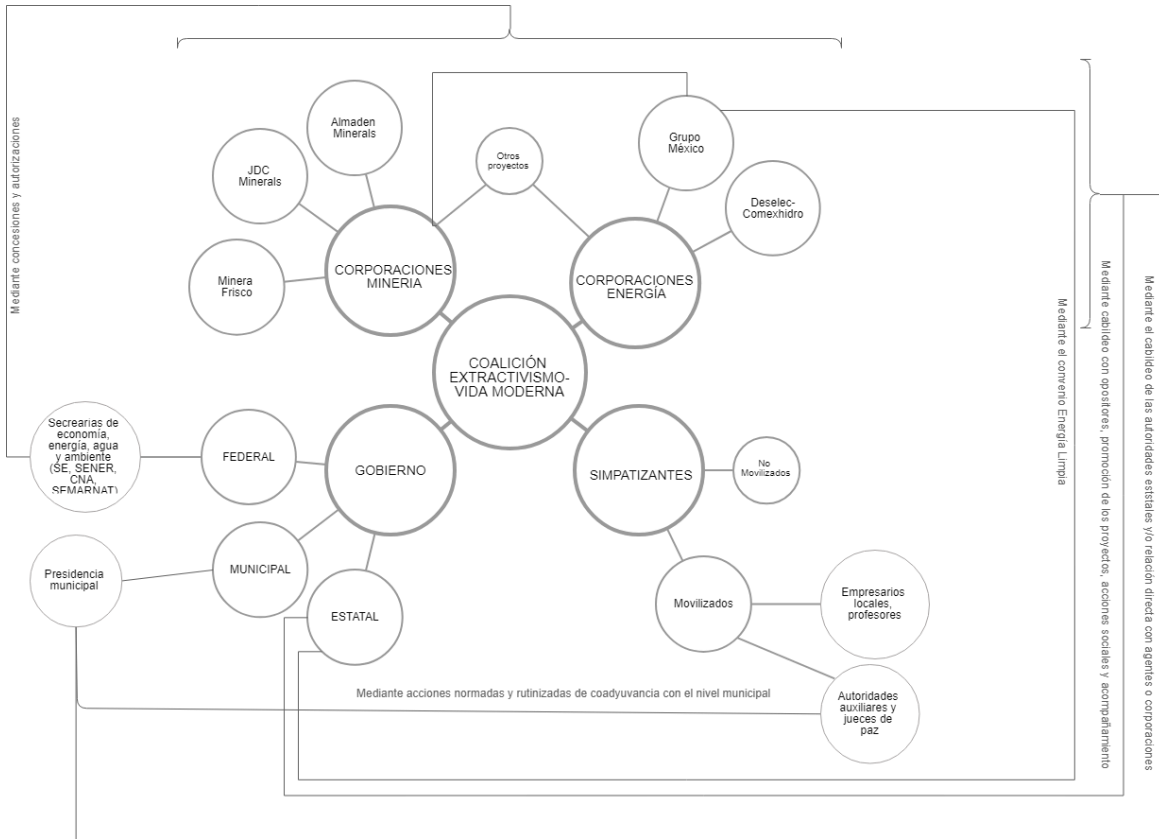 Almaden
Minerals
JDC
Minerals
Minera
Frisco
CORPORACIONES
MINERIA
Otros
proyectos
Grupo
México
Deselec-
Comexhidro
CORPORACIONES
ENERGÍA
COALICIÓN
EXTRACTIVISMO-
VIDA MODERNA
Secrearias de
economía,
energía, agua
y ambiente
(SE, SENER,
CNA,
SEMARNAT)
FEDERAL
GOBIERNO
Presidencia
municipal
MUNICIPAL
ESTATAL
SIMPATIZANTES
No
Movilizados
Movilizados
Empresarios
locales,
profesores
Autoridades
auxiliares y
jueces de
paz
Mediante acciones normadas y rutinizadas de coadyuvancia con el nivel municipal
Mediante concesiones y autorizaciones
Mediante el convenio Energía Limpia
Mediante cabildeo con opositores, promoción de los proyectos, acciones sociales y acompañamiento
Mediante el cabildeo de las autoridades eststales y/o relación directa con agentes o corporaciones